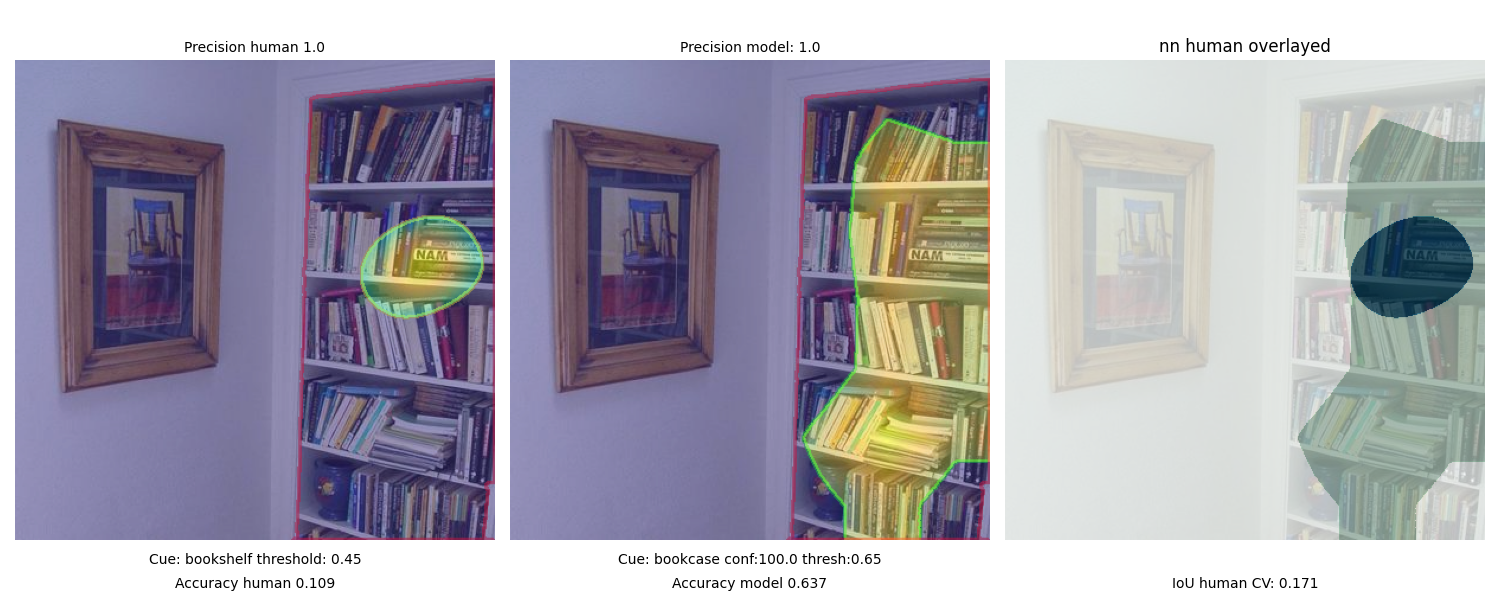 Precision human 1.0
Precision model: 1.0
nn human overlayed
NAM
NAM
NAM
Cue: bookshelf threshold: 0.45
Cue: bookcase conf:100.0 thresh:0.65
Accuracy human 0.109
Accuracy model 0.637
IoU human CV: 0.171